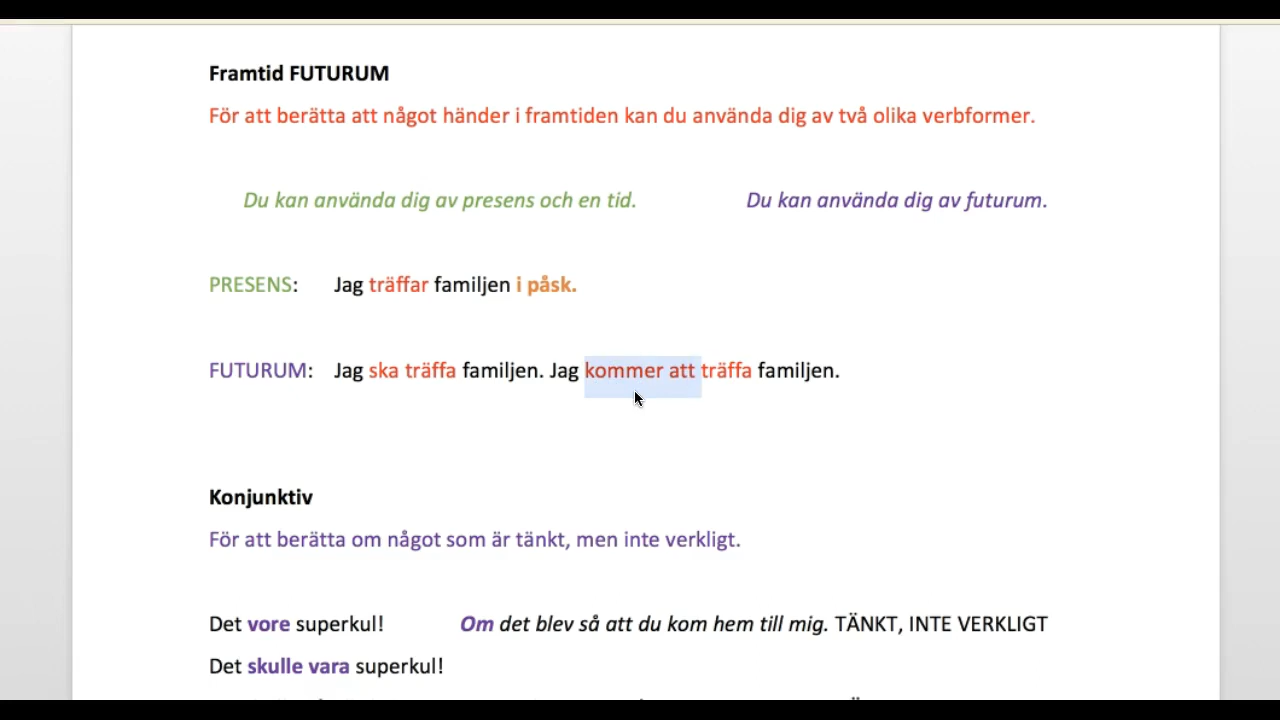 Framtid FUTURUM
För att berätta att något händer i framtiden kan du använda dig av två olika verbformer.
Du kan använda dig av presens och en tid. Du kan använda dig av futurum.
PRESENS: Jag träffar familjen i påsk.
FUTURUM: Jag ska träffa familjen. Jag kommer att träffa familjen.
Konjunktiv
För att berätta om något som är tänkt, men inte verkligt.
Det vore superkul! Om det blev så att du kom hem till mig. TÄNKT, INTE VERKLIGT
Det skulle vara superkul!